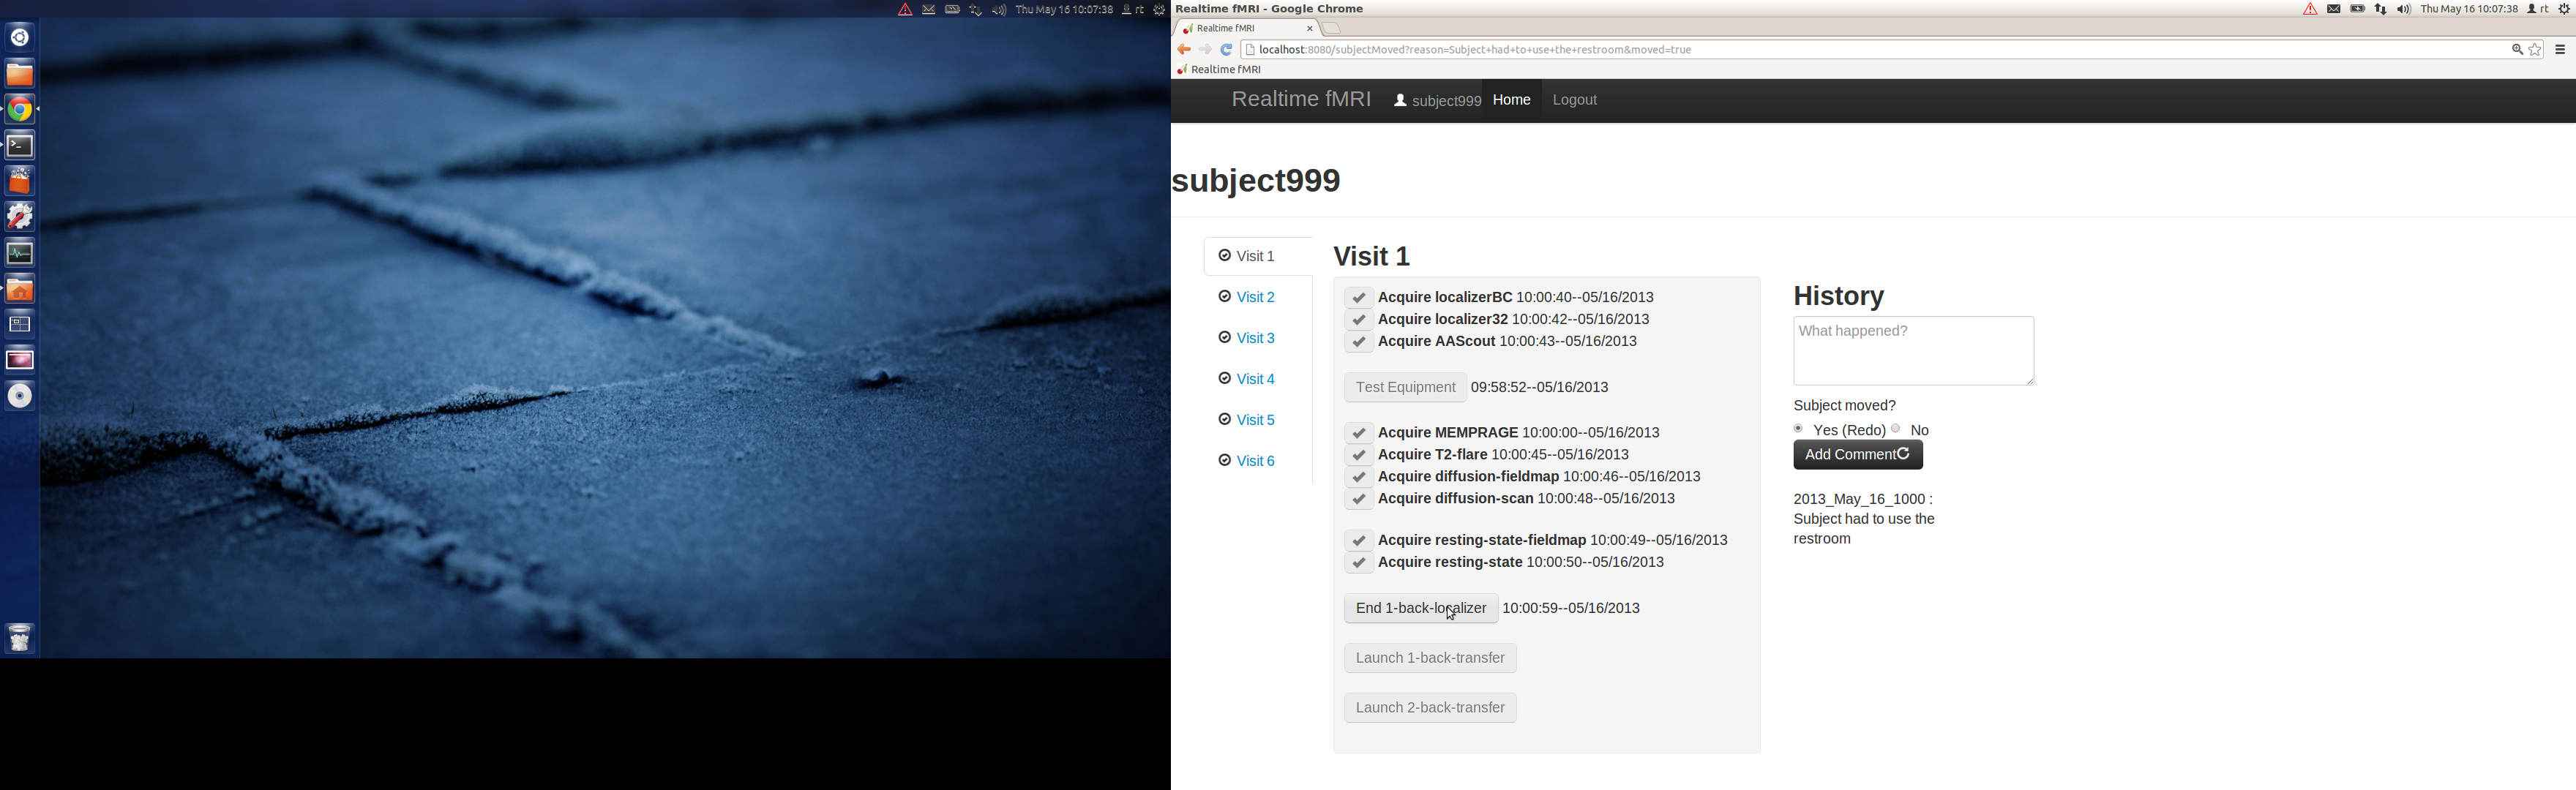 Thu May 16 10:07:38 rt
Realtime fMRI - Google Chrome
Thu May 16 10:07:38 rt
Realtime fMRI
localhost:8080/subjectMoved?reason=Subject+had+to+use+the+restroom&moved=true
Realtime fMRI
Realtime fMRI subject999 Home Logout
subject999
Visit 1
Visit 2
Visit 3
Visit 4
Visit 5
Visit 6
Visit 1
Acquire localizerBC 10:00:40--05/16/2013
Acquire localizer32 10:00:42--05/16/2013
Acquire AAScout 10:00:43--05/16/2013
Test Equipment 09:58:52--05/16/2013
Acquire MEMPRAGE 10:00:00--05/16/2013
Acquire T2-flare 10:00:45--05/16/2013
Acquire diffusion-fieldmap 10:00:46--05/16/2013
Acquire diffusion-scan 10:00:48--05/16/2013
Acquire resting-state-fieldmap 10:00:49--05/16/2013
Acquire resting-state 10:00:50--05/16/2013
End 1-back-localizer 10:00:59--05/16/2013
Launch 1-back-transfer
Launch 2-back-transfer
History
What happened?
Subject moved?
Yes (Redo) No
Add Comment
2013_May_16_1000 :
Subject had to use the
restroom